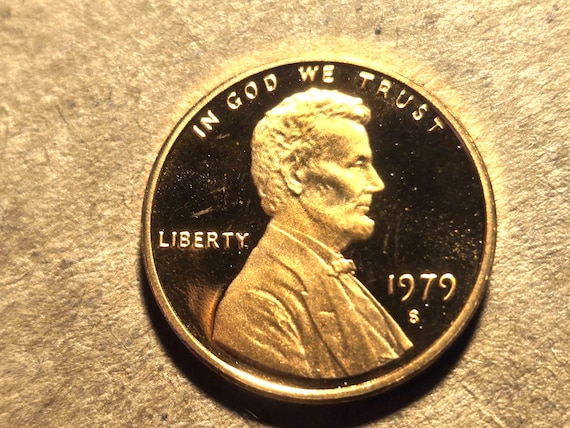 IN GOD WE TRUST
LIBERTY
1979
S